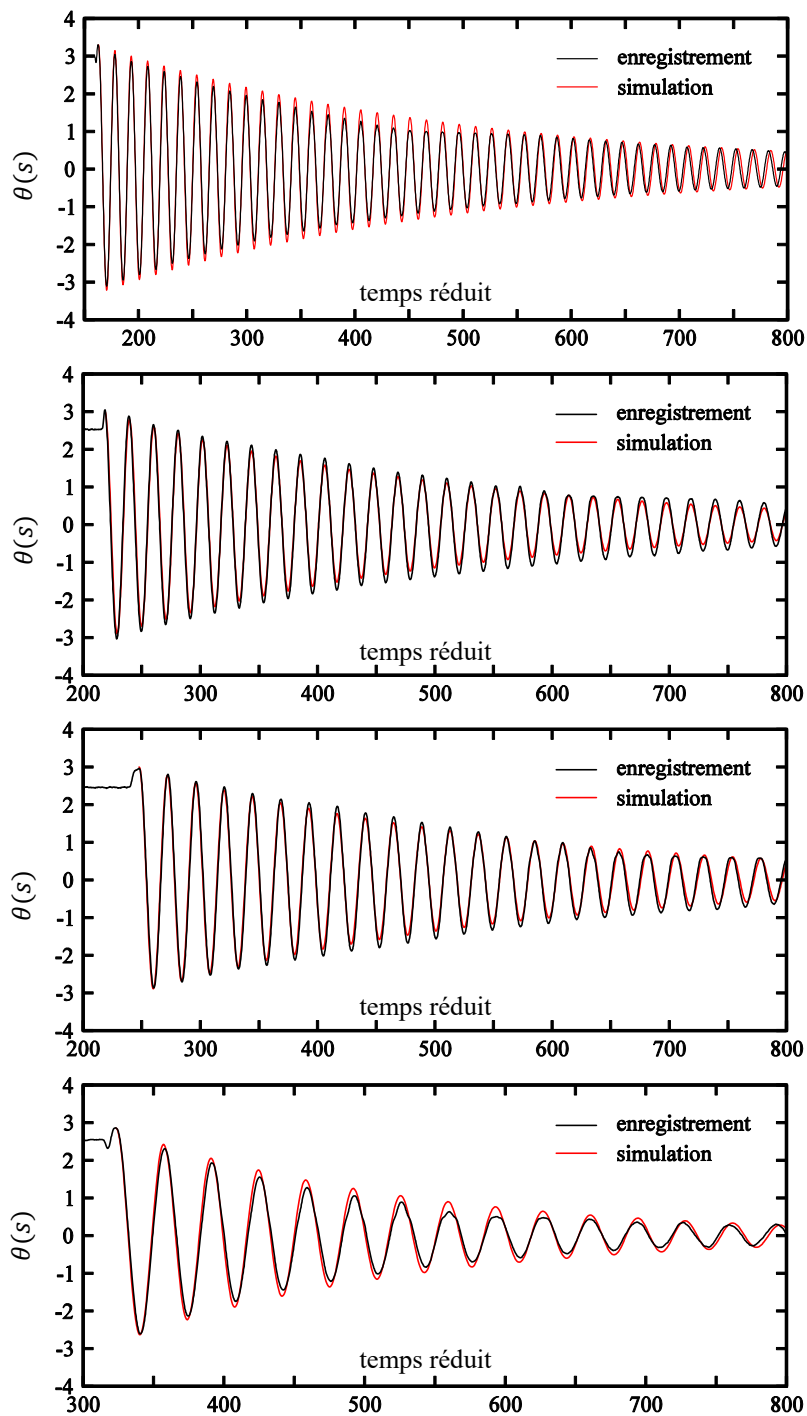 4
3
2
1
0
-1
-2
-3
-4
θ(s)
enregistrement
simulation
temps réduit
200 300 400 500 600 700 800
4
3
2
1
0
-1
-2
-3
-4
θ(s)
enregistrement
simulation
temps réduit
200 300 400 500 600 700 800
4
3
2
1
0
-1
-2
-3
-4
θ(s)
enregistrement
simulation
temps réduit
200 300 400 500 600 700 800
4
3
2
1
0
-1
-2
-3
-4
θ(s)
enregistrement
simulation
temps réduit
300 400 500 600 700 800